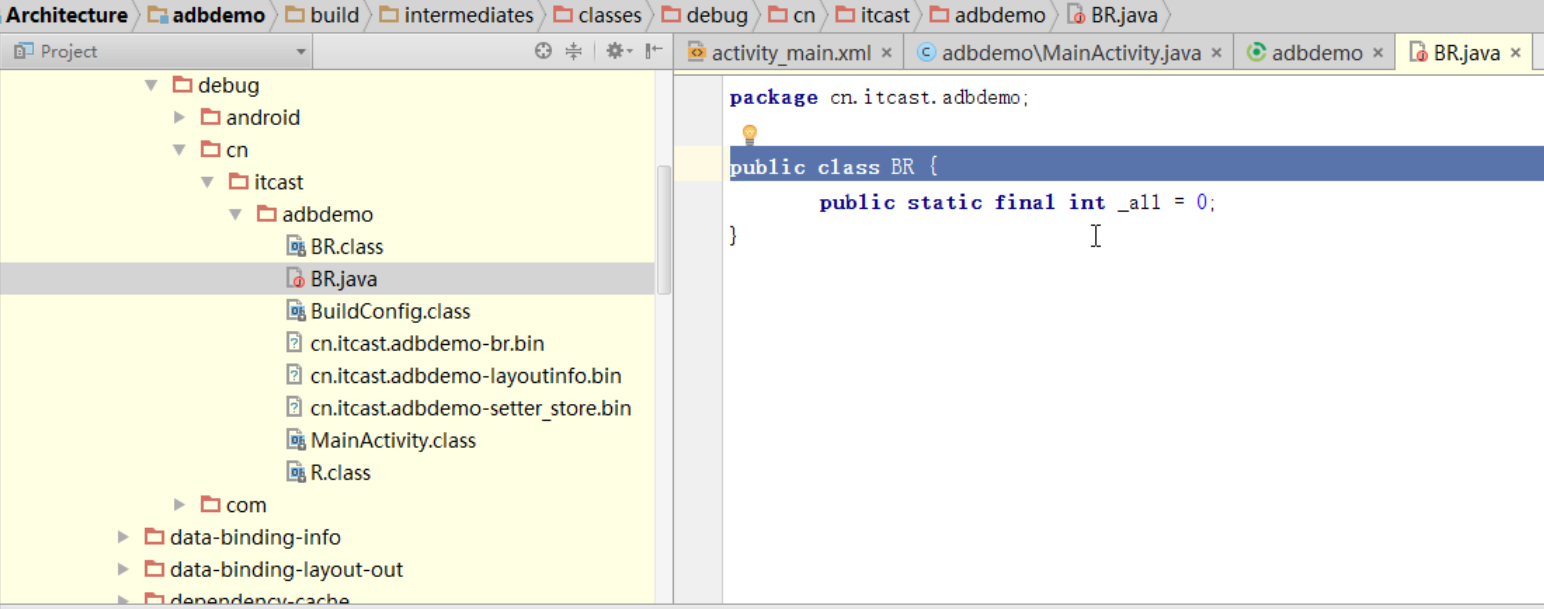 Architecture adbdemo build intermediates classes debug cn itcast adbdemo BR.java
Project
activity_main.xml adbdemo\MainActivity.java adbdemo BR.java
debug
android
cn
itcast
adbdemo
BR.class
BR.java
BuildConfig.class
cn.itcast.adbdemo-br.bin
cn.itcast.adbdemo-layoutinfo.bin
cn.itcast.adbdemo-setter_store.bin
MainActivity.class
R.class
com
data-binding-info
data-binding-layout-out
dependency-cache
package cn.itcast.adbdemo;
public class BR {
public static final int _all = 0;
}